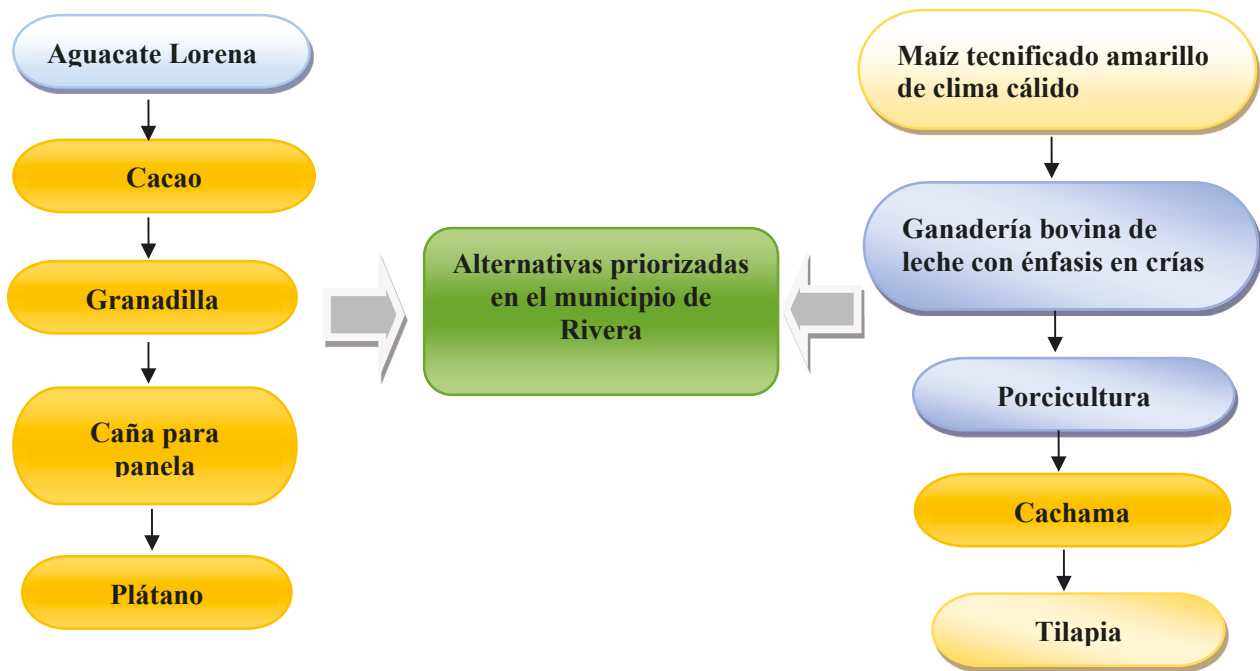 Aguacate Lorena
Cacao
Granadilla
Caña para
panela
Plátano
Alternativas priorizadas
en el municipio de
Rivera
Maíz tecnificado amarillo
de clima cálido
Ganadería bovina de
leche con énfasis en crías
Porcicultura
Cachama
Tilapia